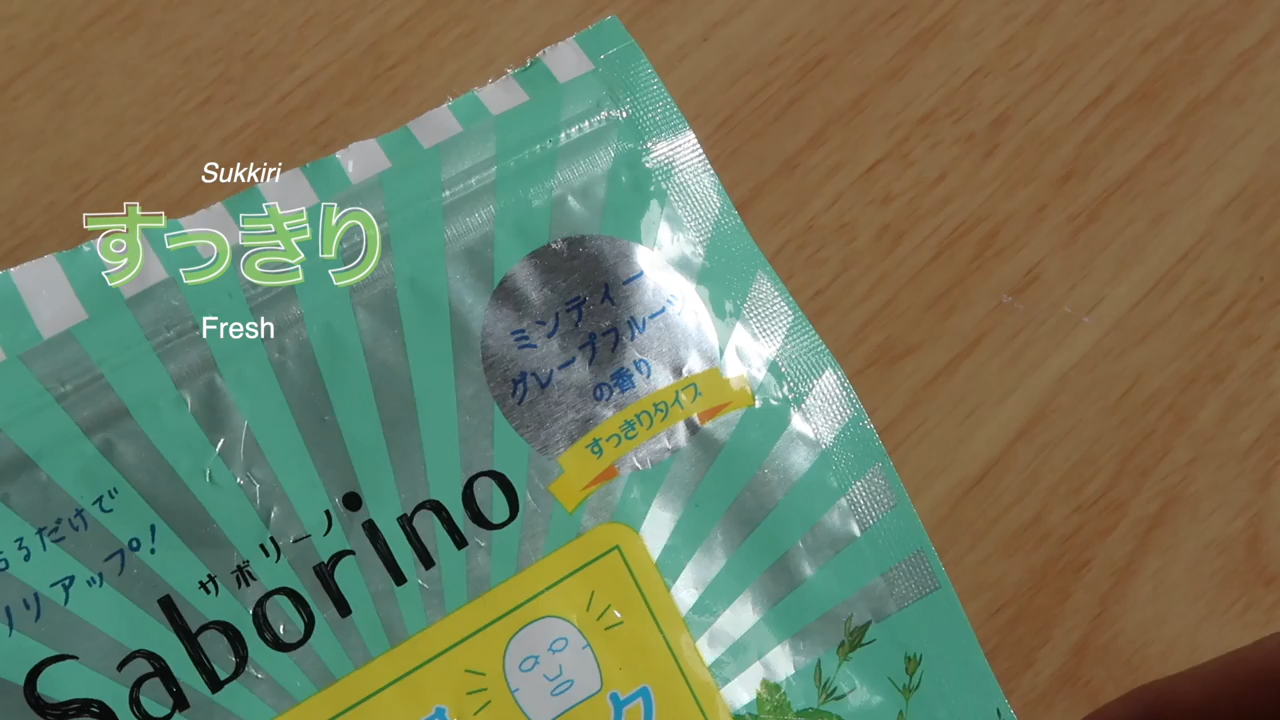 Sukkiri
すっきり
Fresh
ミンティー
グレープフルーツ
の香り
すっきりタイプ
るだけで
リアップ!
サボリーノ
Saborino